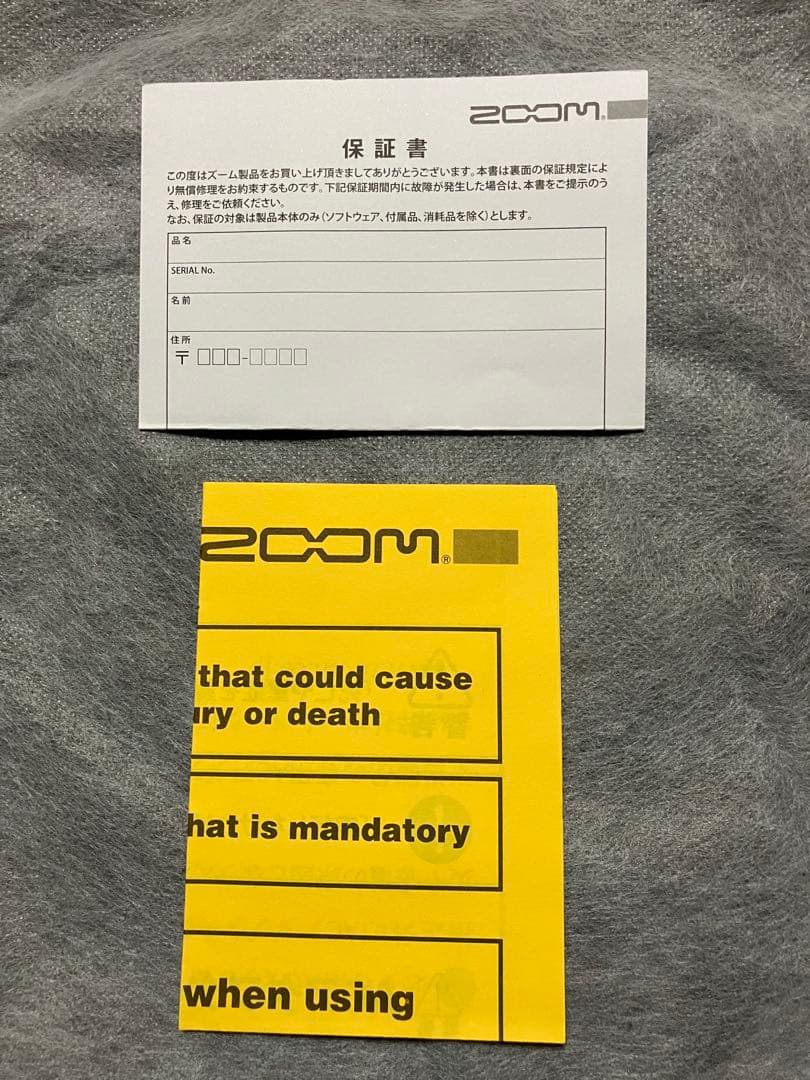 ZOOM®
保証書
この度はズーム製品をお買い上げ頂きましてありがとうございます。本書は裏面の保証規定によ
り無償修理をお約束するものです。下記保証期間内に故障が発生した場合は、本書をご提示のう
え、修理をご依頼ください。
なお、保証の対象は製品本体のみ（ソフトウェア、付属品、消耗品を除く）とします。
品名
SERIAL No.
名前
住所
〒□□□-□□□□
ZOOM®
that could cause
ury or death
hat is mandatory
when using